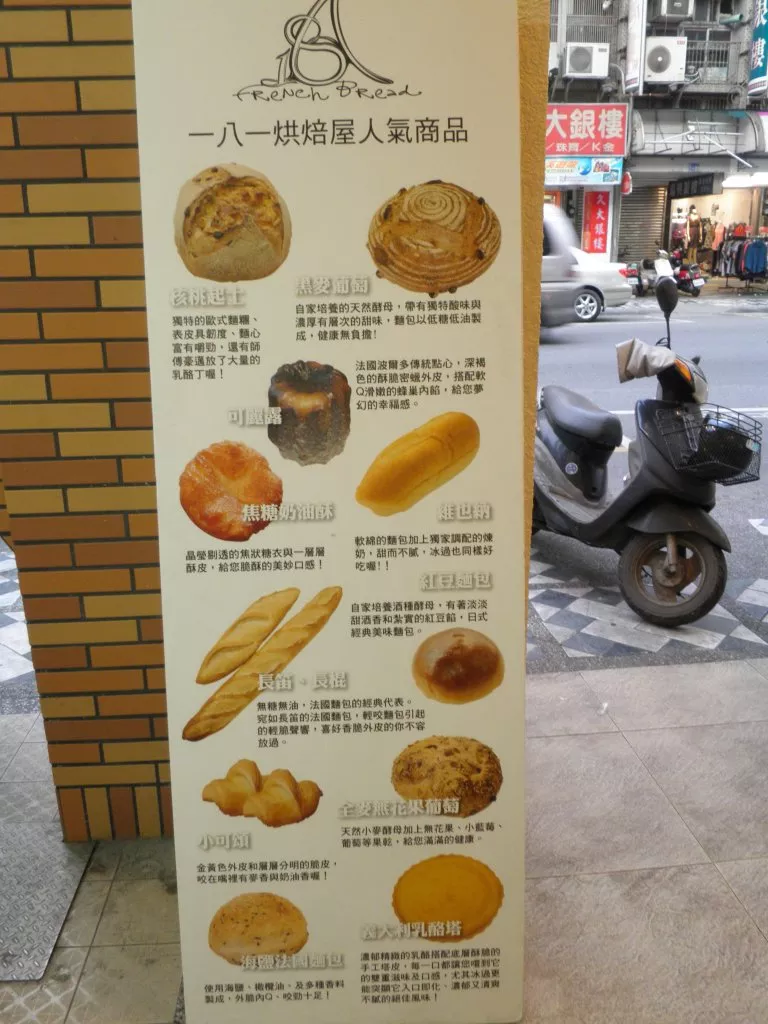 181
FRENCH BREAD
一八一烘焙屋人氣商品
核桃起士
獨特的歐式麵糰、
表皮具韌度、麵心
富有嚼勁，還有師
傅豪邁放了大量的
乳酪丁喔！
黑麥葡萄
自家培養的天然酵母，帶有獨特酸味與
濃厚有層次的甜味，麵包以低糖低油製
成，健康無負擔！
可麗露
法國波爾多傳統點心，深褐
色的酥脆密蠟外皮，搭配軟
Q滑嫩的蜂巢內餡，給您夢
幻的幸福感。
焦糖奶油酥
晶瑩剔透的焦狀糖衣與一層層
酥皮，給您脆酥的美妙口感！
維也納
軟綿的麵包加上獨家調配的煉
奶，甜而不膩，冰過也同樣好
吃喔！！
紅豆麵包
自家培養酒種酵母，有著淡淡
甜酒香和紮實的紅豆餡，日式
經典美味麵包。
長笛、長棍
無糖無油，法國麵包的經典代表。
宛如長笛的法國麵包，輕咬麵包引起
的輕脆聲響，喜好香脆外皮的你不容
放過。
小可頌
金黃色外皮和層層分明的脆皮，
咬在嘴裡有麥香與奶油香喔！
全麥無花果葡萄
天然小麥酵母加上無花果、小藍莓、
葡萄等果乾，給您滿滿的健康。
海鹽法國麵包
使用海鹽、橄欖油、及多種香料
製成，外脆內Q、咬勁十足！
義大利乳酪塔
濃郁精緻的乳酪搭配底層酥脆的
手工塔皮，每一口都讓您嚐到它
的雙重滋味及口感，尤其冰過更
能突顯它入口即化、濃郁又清爽
不膩的絕佳風味！
大銀樓
珠寶/K金
久大銀樓
銀樓